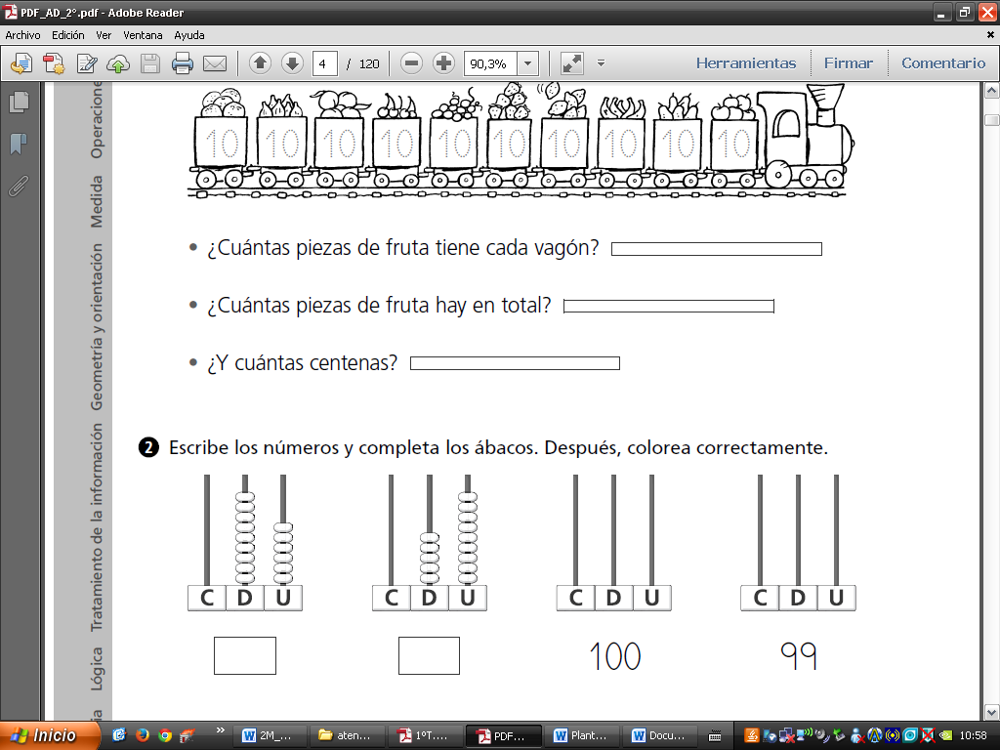 PDF_AD_2°.pdf - Adobe Reader
Archivo Edición Ver Ventana Ayuda
4 / 120 90,3% Herramientas Firmar Comentario
10 10 10 10 10 10 10 10 10 10
• ¿Cuántas piezas de fruta tiene cada vagón?
• ¿Cuántas piezas de fruta hay en total?
• ¿Y cuántas centenas?
2 Escribe los números y completa los ábacos. Después, colorea correctamente.
C D U C D U C D U C D U
100 99
Operacione
Medida
Geometría y orientación
Tratamiento de la información
Lógica
ia
Inicio » 2M_... aten... 1°T.... PDF... Plant... Docu... 10:58